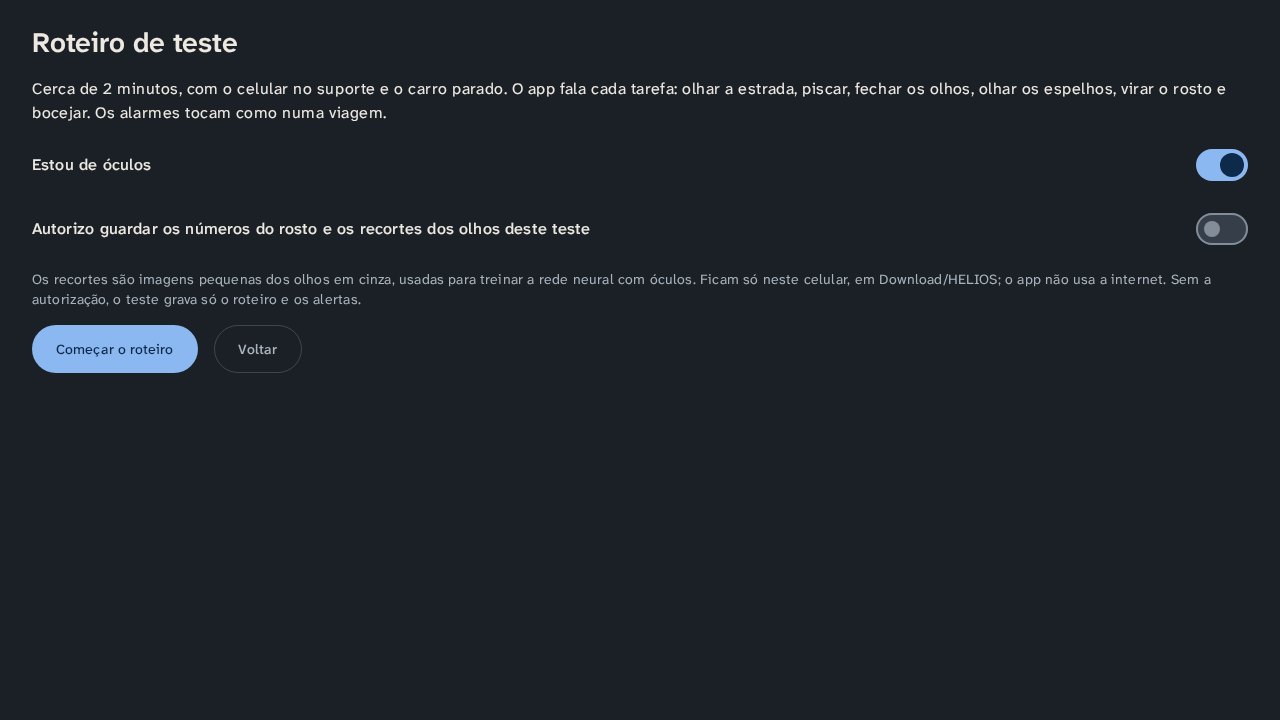 Roteiro de teste
Cerca de 2 minutos, com o celular no suporte e o carro parado. O app fala cada tarefa: olhar a estrada, piscar, fechar os olhos, olhar os espelhos, virar o rosto e
bocejar. Os alarmes tocam como numa viagem.
Estou de óculos
Autorizo guardar os números do rosto e os recortes dos olhos deste teste
Os recortes são imagens pequenas dos olhos em cinza, usadas para treinar a rede neural com óculos. Ficam só neste celular, em Download/HELIOS; o app não usa a internet. Sem a
autorização, o teste grava só o roteiro e os alertas.
Começar o roteiro
Voltar